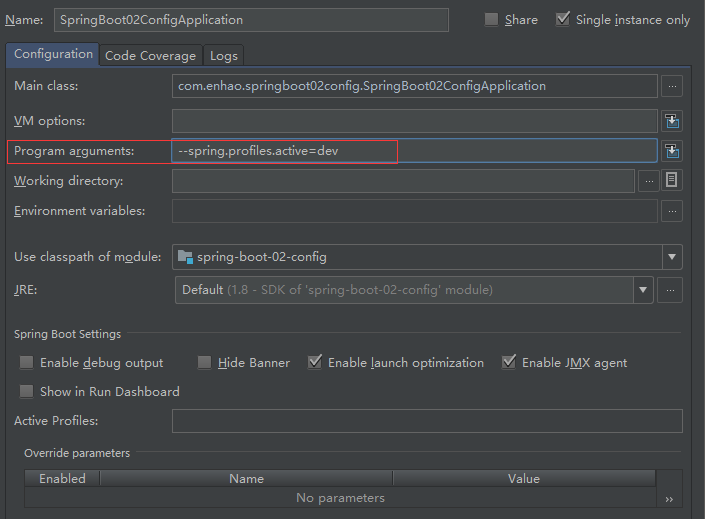 Name: SpringBoot02ConfigApplication Share Single instance only
Configuration Code Coverage Logs
Main class: com.enhao.springboot02config.SpringBoot02ConfigApplication ...
VM options:
Program arguments: --spring.profiles.active=dev
Working directory: ...
Environment variables: ...
Use classpath of module: spring-boot-02-config
JRE: Default (1.8 - SDK of 'spring-boot-02-config' module) ...
Spring Boot Settings
Enable debug output Hide Banner Enable launch optimization Enable JMX agent
Show in Run Dashboard
Active Profiles:
Override parameters
Enabled Name Value
No parameters ››